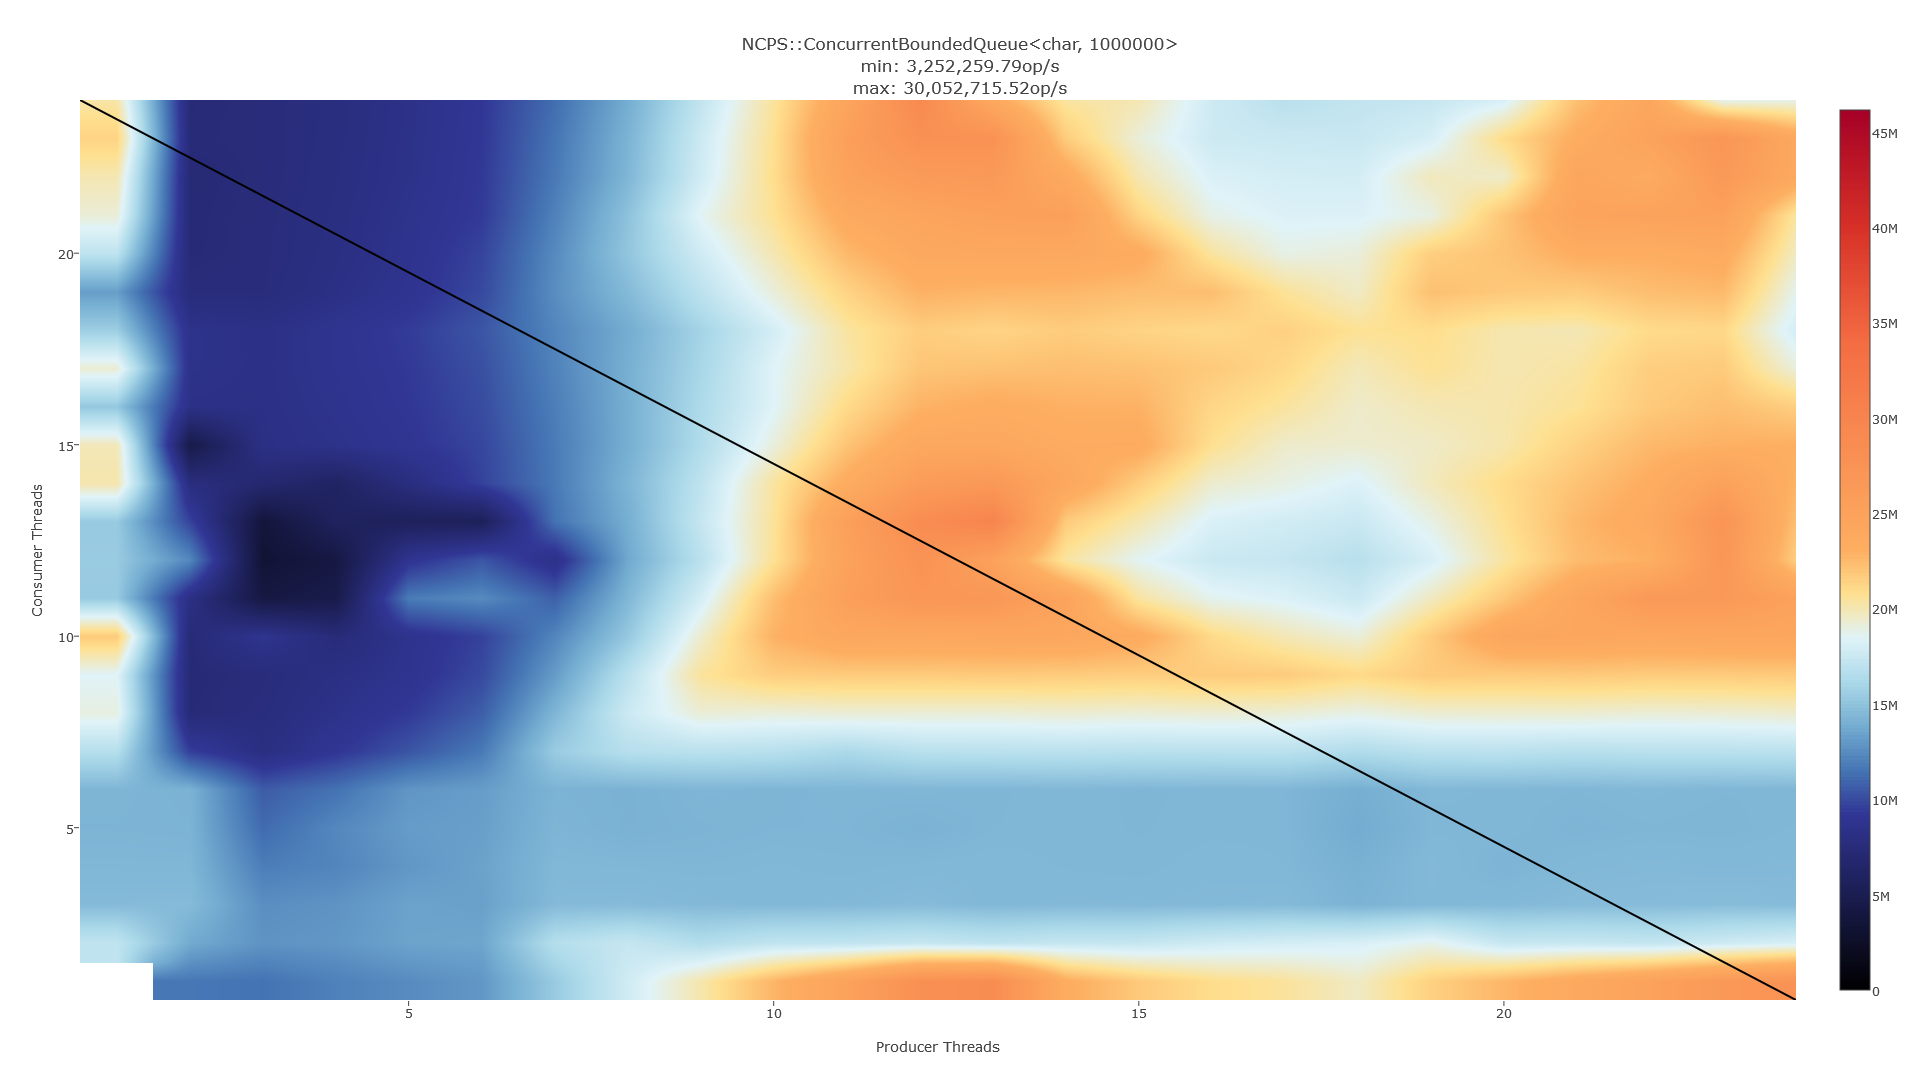 NCPS::ConcurrentBoundedQueue<char, 1000000>
min: 3,252,259.79op/s
max: 30,052,715.52op/s
45M
40M
35M
30M
25M
20M
15M
10M
5M
0
20
15
10
5
Consumer Threads
5
10
15
20
Producer Threads